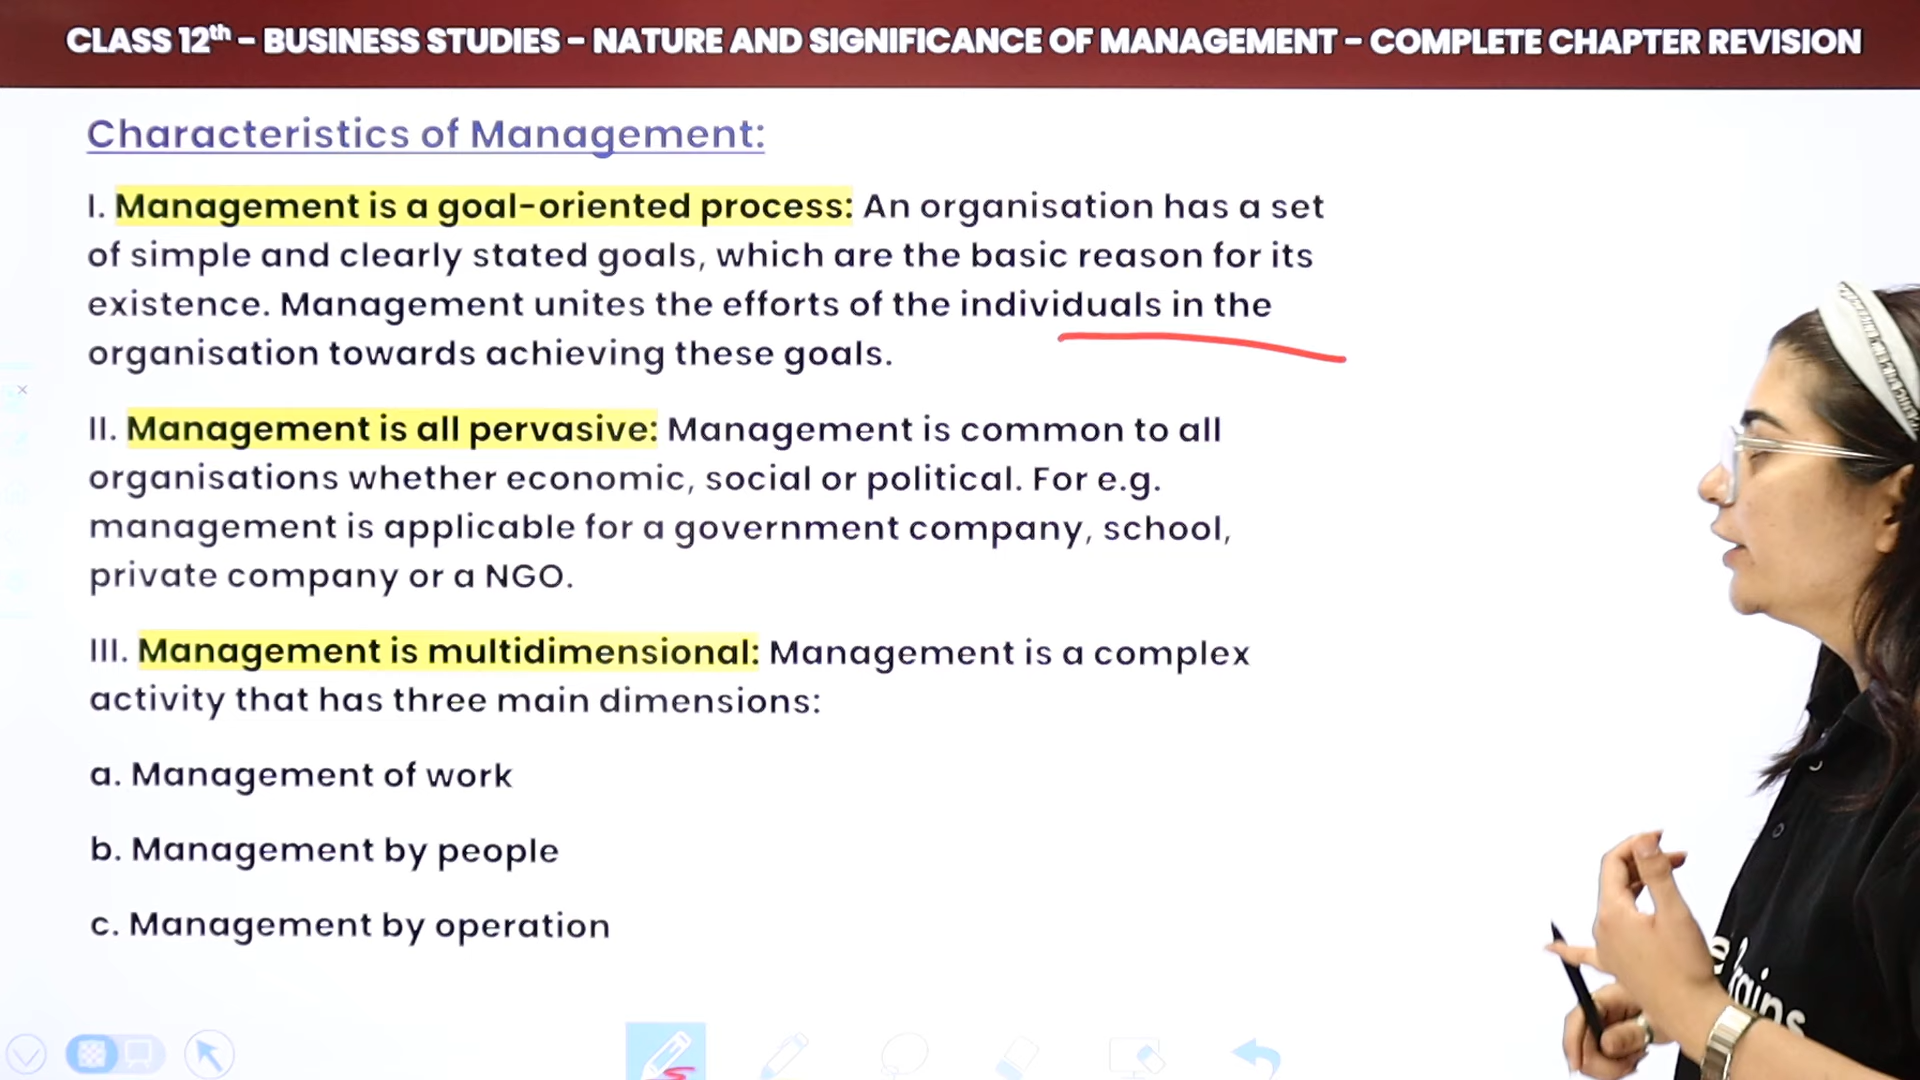 CLASS 12th – BUSINESS STUDIES – NATURE AND SIGNIFICANCE OF MANAGEMENT – COMPLETE CHAPTER REVISION
Characteristics of Management:
I. Management is a goal-oriented process: An organisation has a set
of simple and clearly stated goals, which are the basic reason for its
existence. Management unites the efforts of the individuals in the
organisation towards achieving these goals.
II. Management is all pervasive: Management is common to all
organisations whether economic, social or political. For e.g.
management is applicable for a government company, school,
private company or a NGO.
III. Management is multidimensional: Management is a complex
activity that has three main dimensions:
a. Management of work
b. Management by people
c. Management by operation